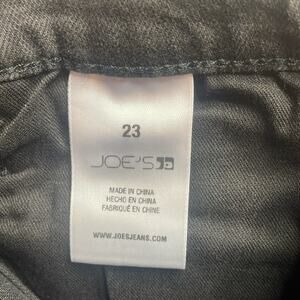 23
JOE'S
MADE IN CHINA
HECHO EN CHINA
FABRIQUÉ EN CHINE
WWW.JOESJEANS.COM